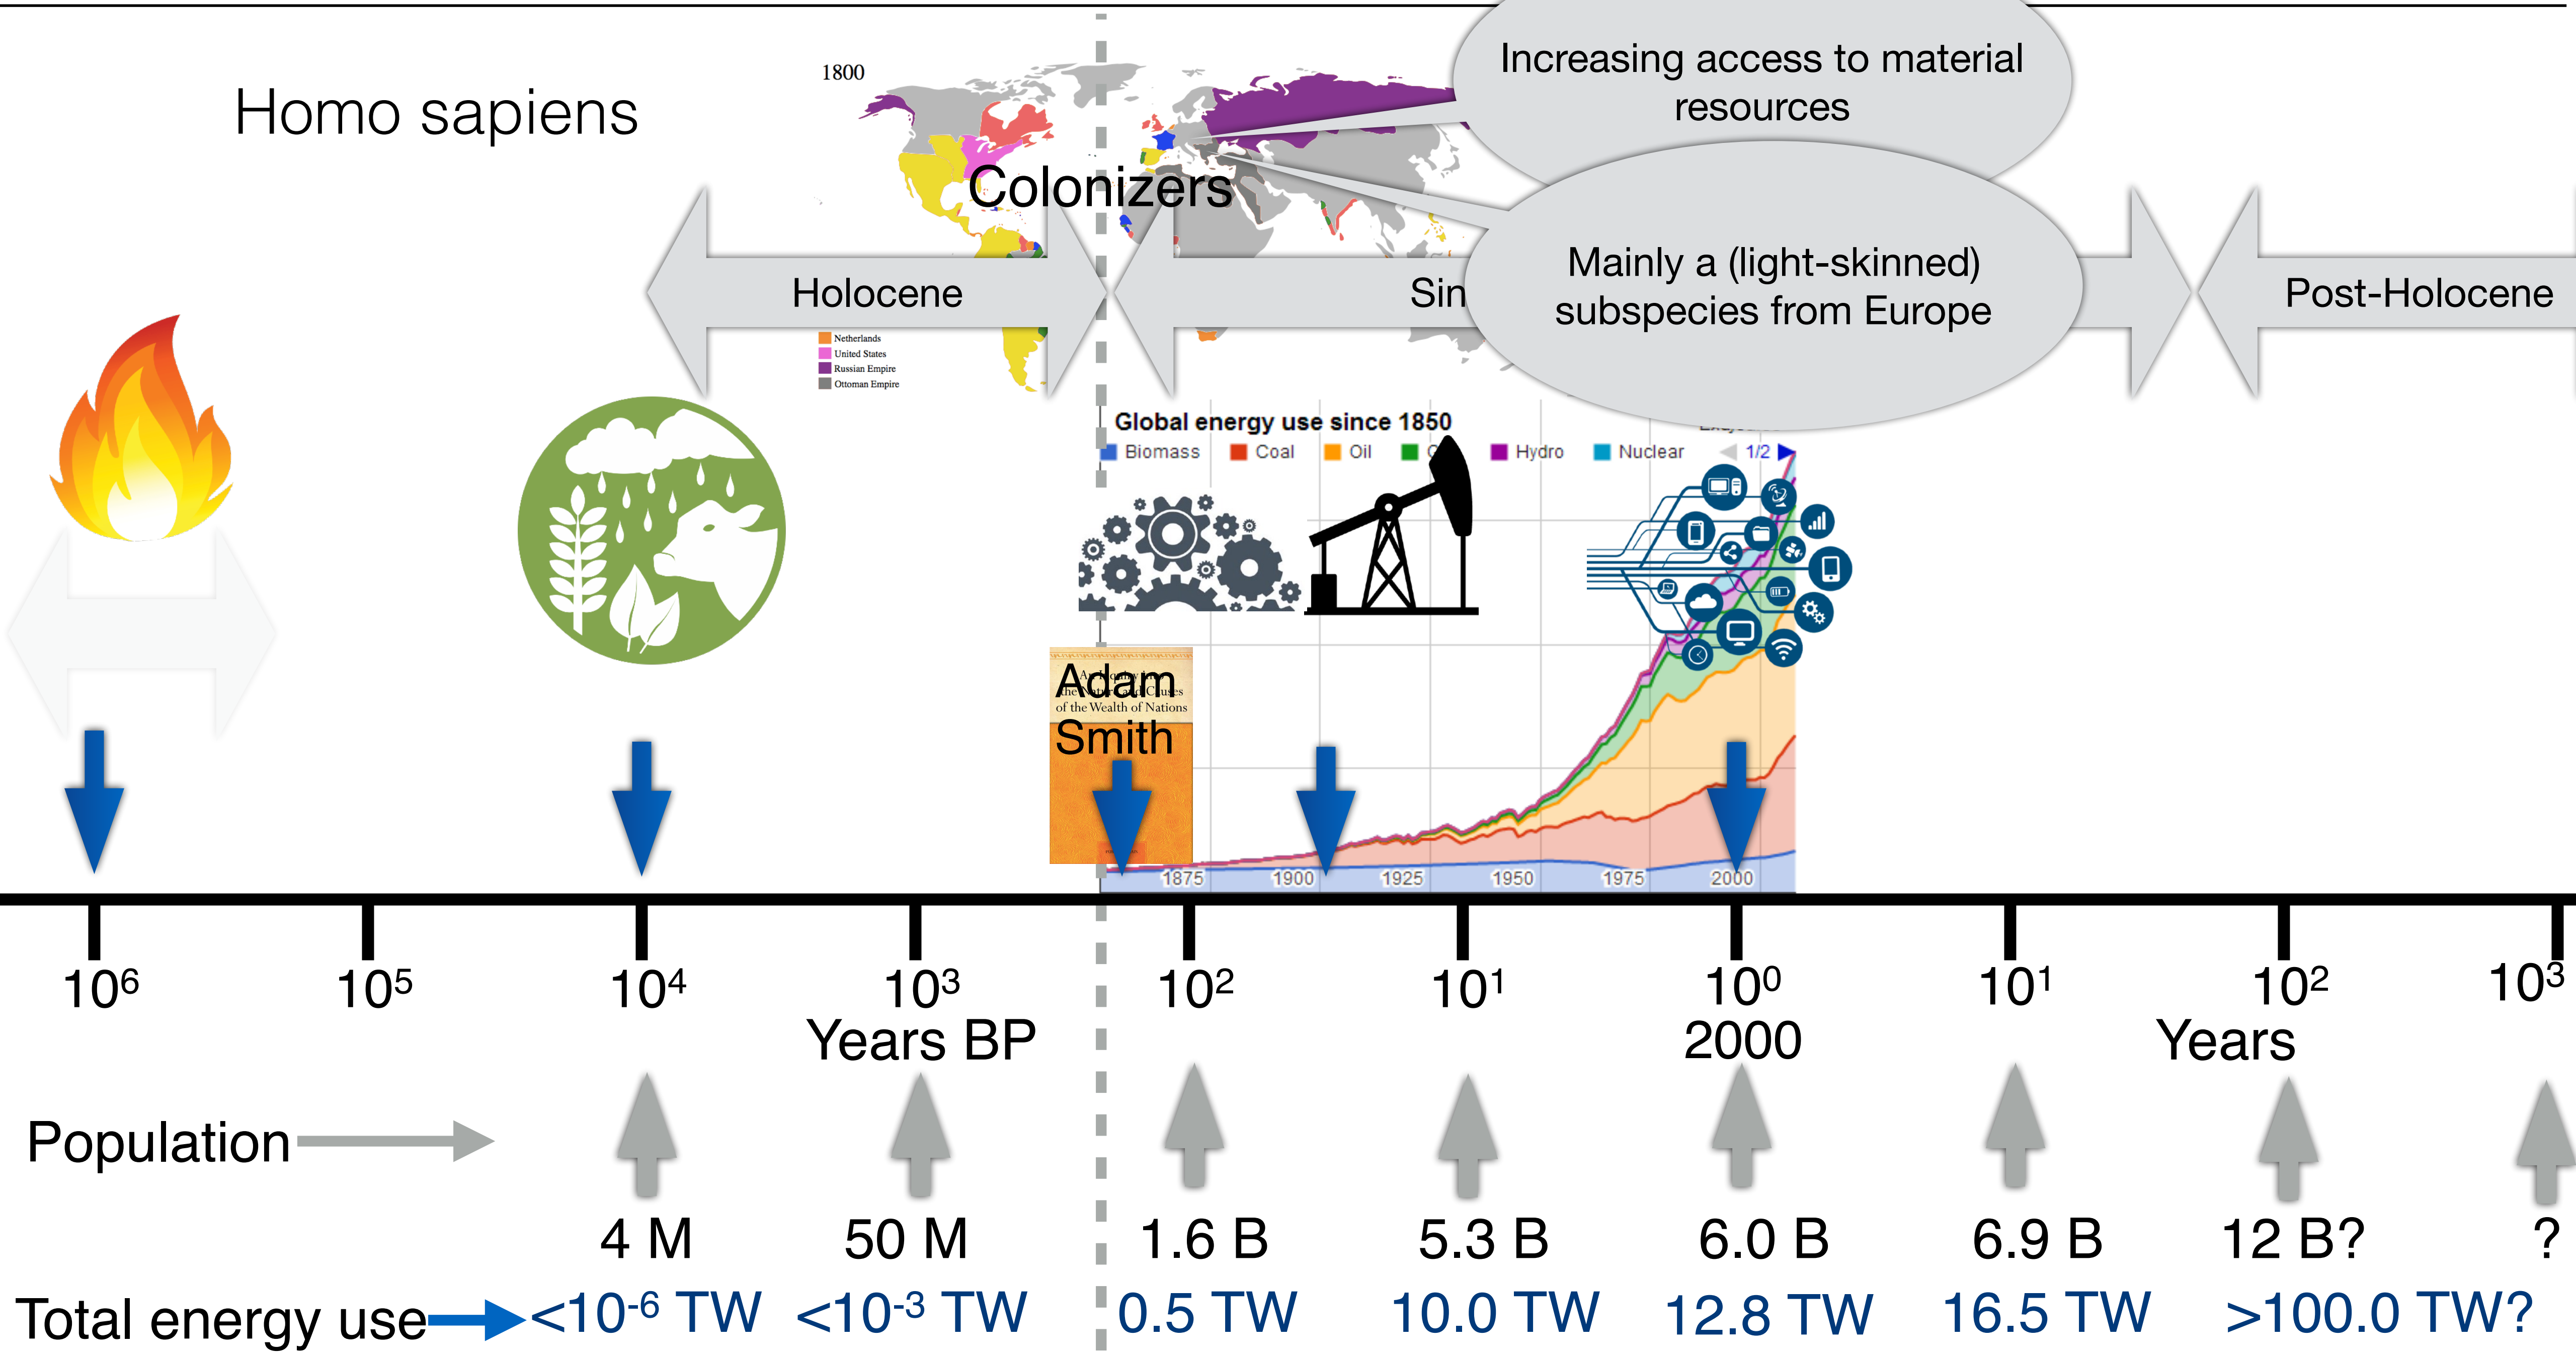 Increasing access to material
resources
1800
Homo sapiens
Colonizers
Mainly a (light-skinned)
subspecies from Europe
Holocene
Sin
Post-Holocene
Netherlands
United States
Russian Empire
Ottoman Empire
Global energy use since 1850
Biomass Coal Oil Hydro Nuclear 1/2
Adam
the Nature and Causes
of the Wealth of Nations
Smith
1875 1900 1925 1950 1975 2000
10⁶ 10⁵ 10⁴ 10³ 10² 10¹ 10⁰ 10¹ 10² 10³
Years BP 2000 Years
Population
4 M 50 M 1.6 B 5.3 B 6.0 B 6.9 B 12 B? ?
Total energy use <10⁻⁶ TW <10⁻³ TW 0.5 TW 10.0 TW 12.8 TW 16.5 TW >100.0 TW?